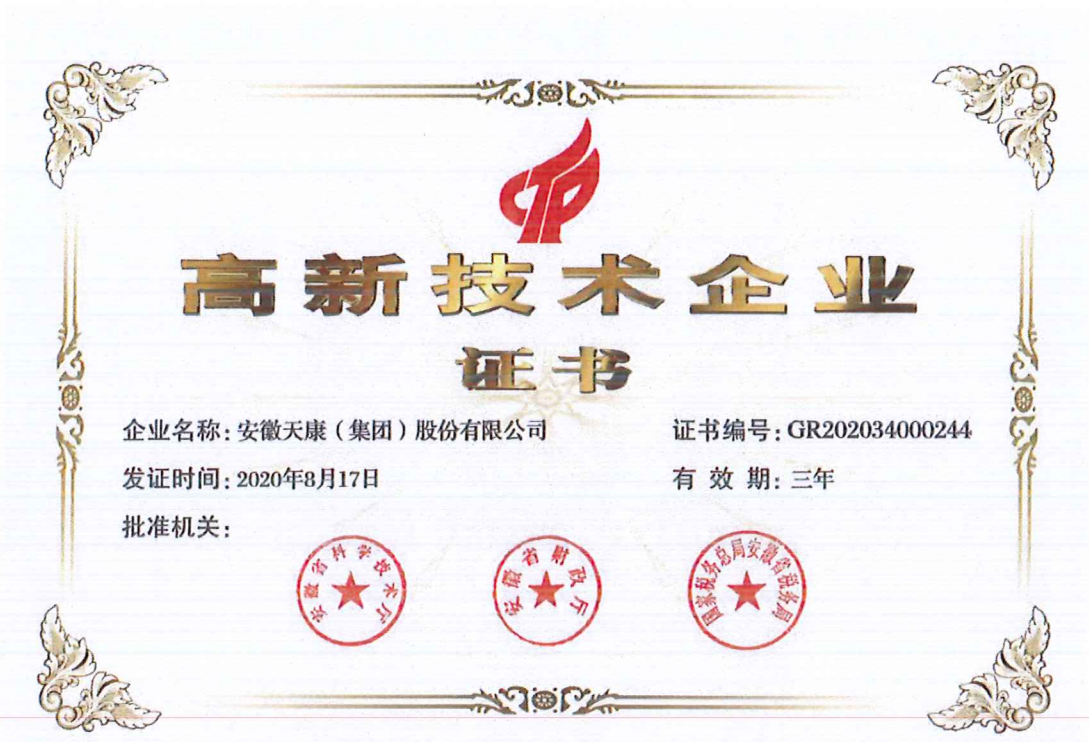 高新技术企业
证书
企业名称：安徽天康（集团）股份有限公司
证书编号：GR202034000244
发证时间：2020年8月17日
有效期：三年
批准机关：
安徽省科学技术厅
安徽省财政厅
国家税务总局安徽省税务局